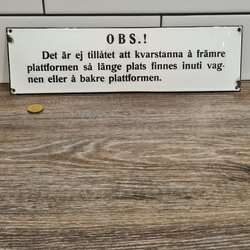 OBS.!
Det är ej tillåtet att kvarstanna å främre
plattformen så länge plats finnes inuti vag-
nen eller å bakre plattformen.